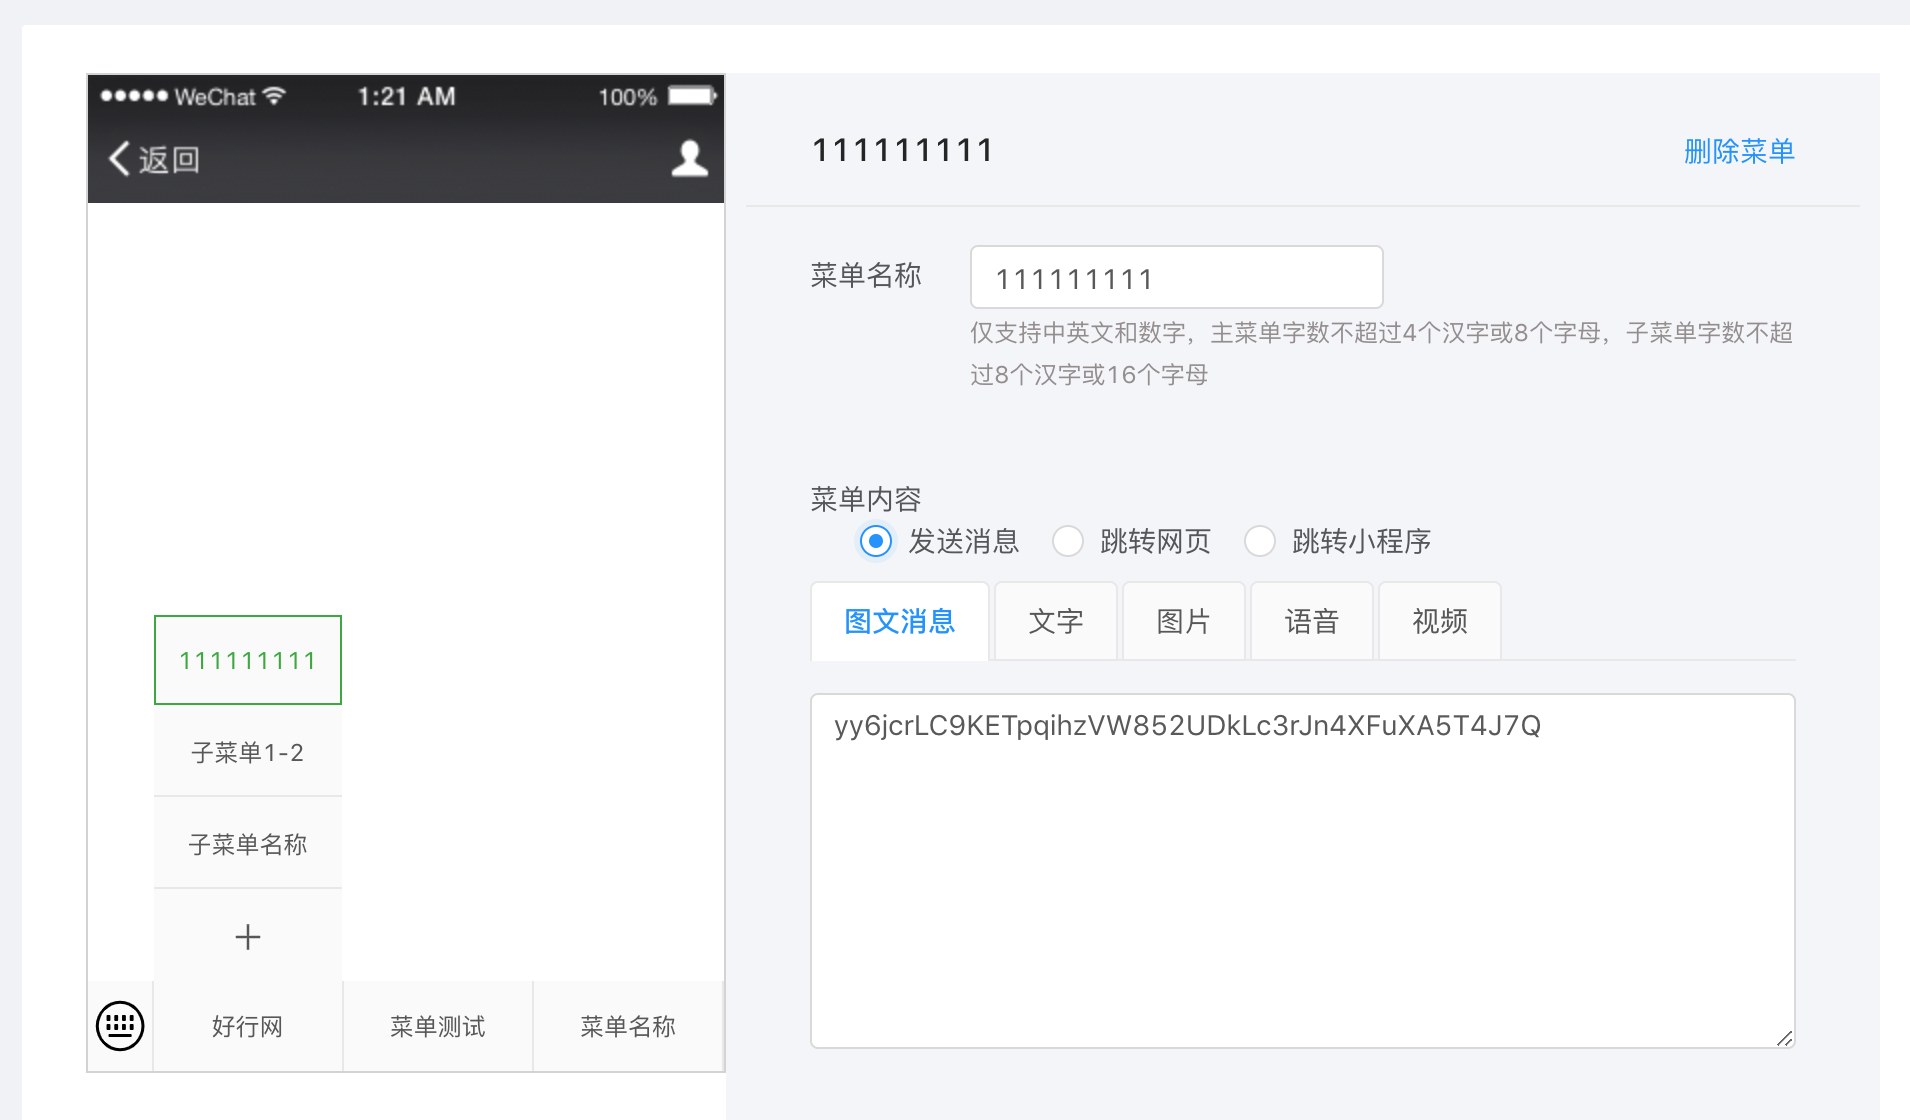 WeChat 1:21 AM 100%
返回
111111111
子菜单1-2
子菜单名称
好行网 菜单测试 菜单名称
111111111 删除菜单
菜单名称 111111111
仅支持中英文和数字，主菜单字数不超过4个汉字或8个字母，子菜单字数不超
过8个汉字或16个字母
菜单内容
发送消息 跳转网页 跳转小程序
图文消息 文字 图片 语音 视频
yy6jcrLC9KETpqihzVW852UDkLc3rJn4XFuXA5T4J7Q